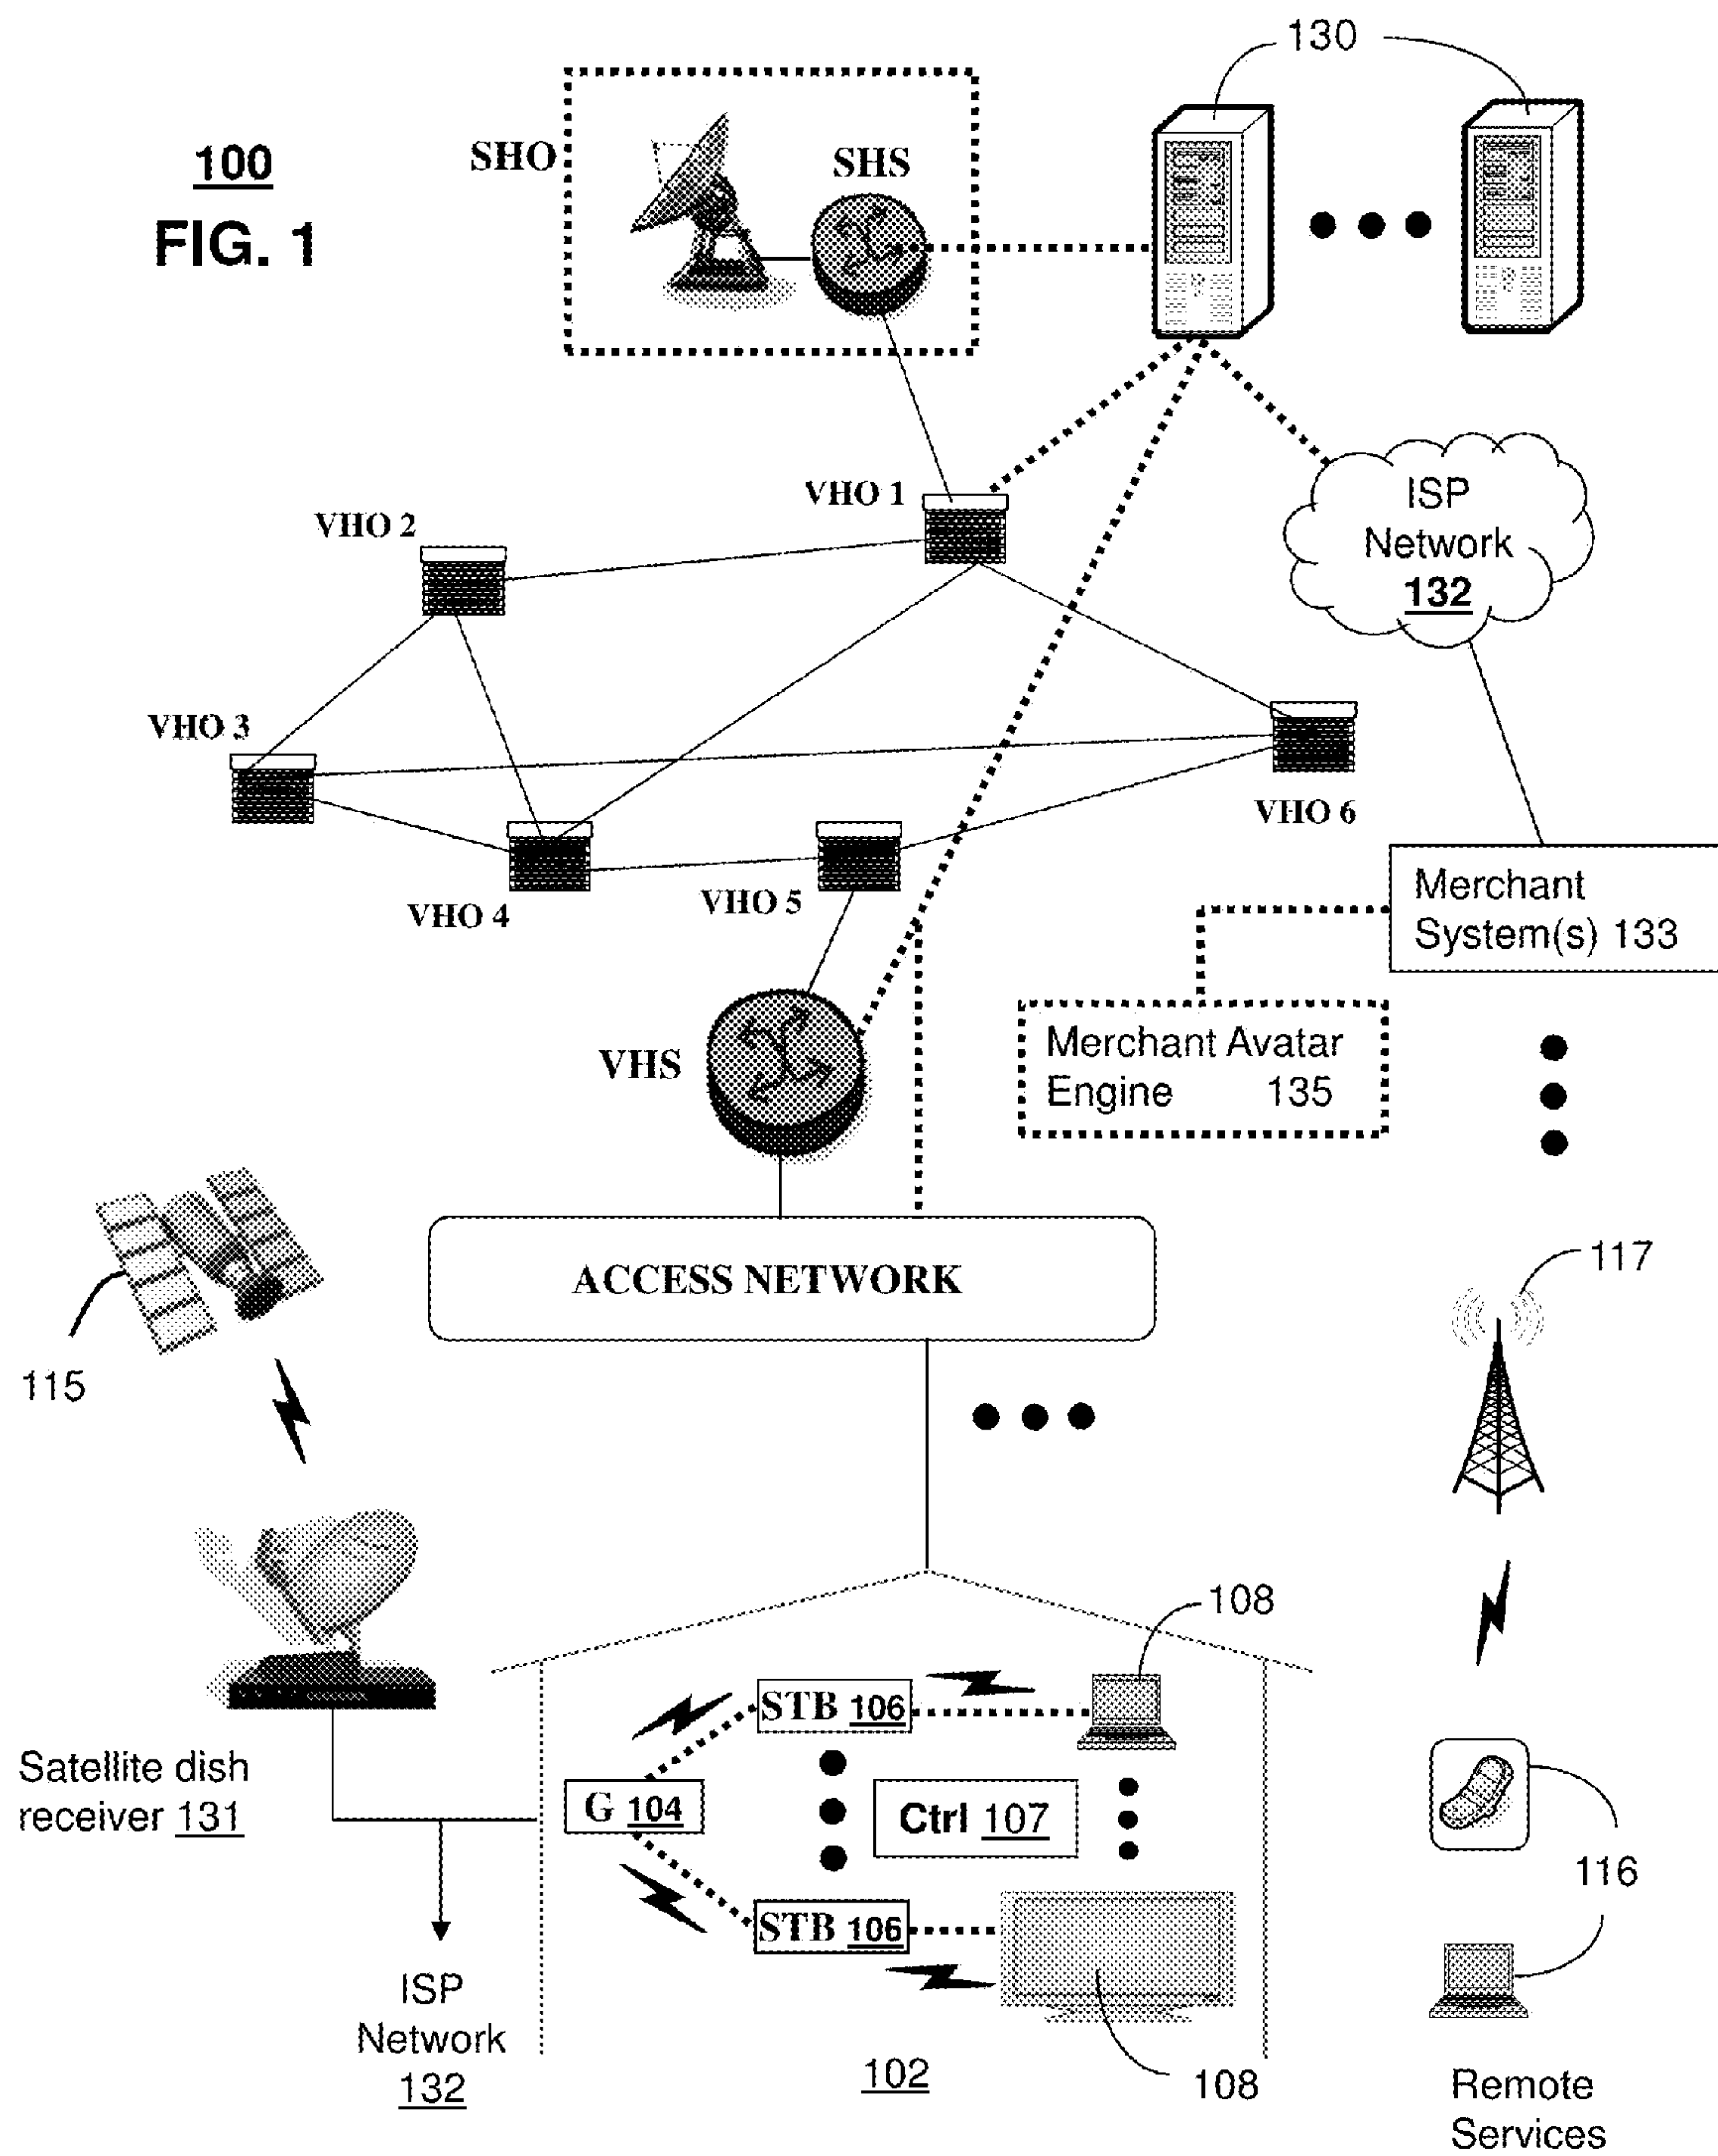 130
100
FIG. 1
SHO
SHS
VHO 1
VHO 2
ISP
Network
132
VHO 3
VHO 6
VHO 4
VHO 5
Merchant
System(s) 133
VHS
Merchant Avatar
Engine 135
ACCESS NETWORK
117
115
108
STB 106
Satellite dish
receiver 131
G 104
Ctrl 107
116
STB 106
ISP
Network
132
102
108
Remote
Services